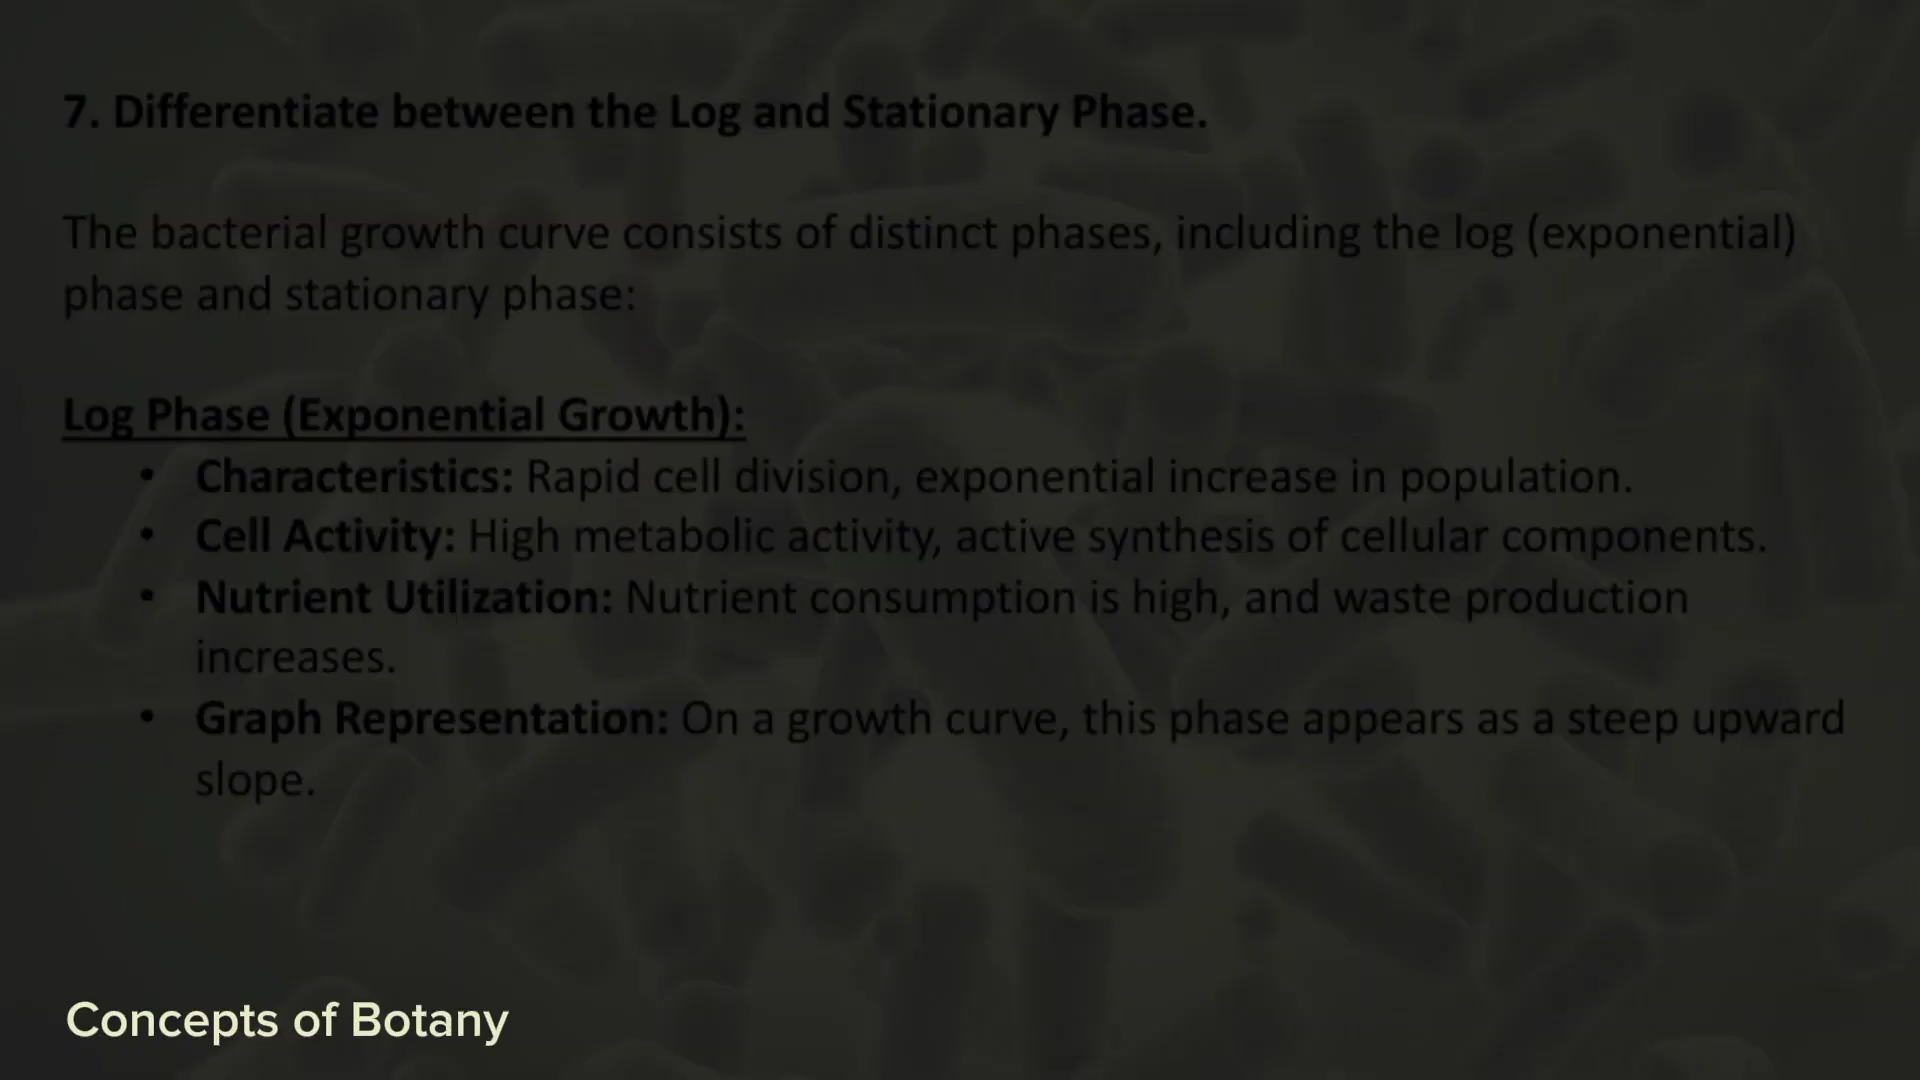 7. Differentiate between the Log and Stationary Phase.
The bacterial growth curve consists of distinct phases, including the log (exponential)
phase and stationary phase:
Log Phase (Exponential Growth):
• Characteristics: Rapid cell division, exponential increase in population.
• Cell Activity: High metabolic activity, active synthesis of cellular components.
• Nutrient Utilization: Nutrient consumption is high, and waste production
increases.
• Graph Representation: On a growth curve, this phase appears as a steep upward
slope.
Concepts of Botany